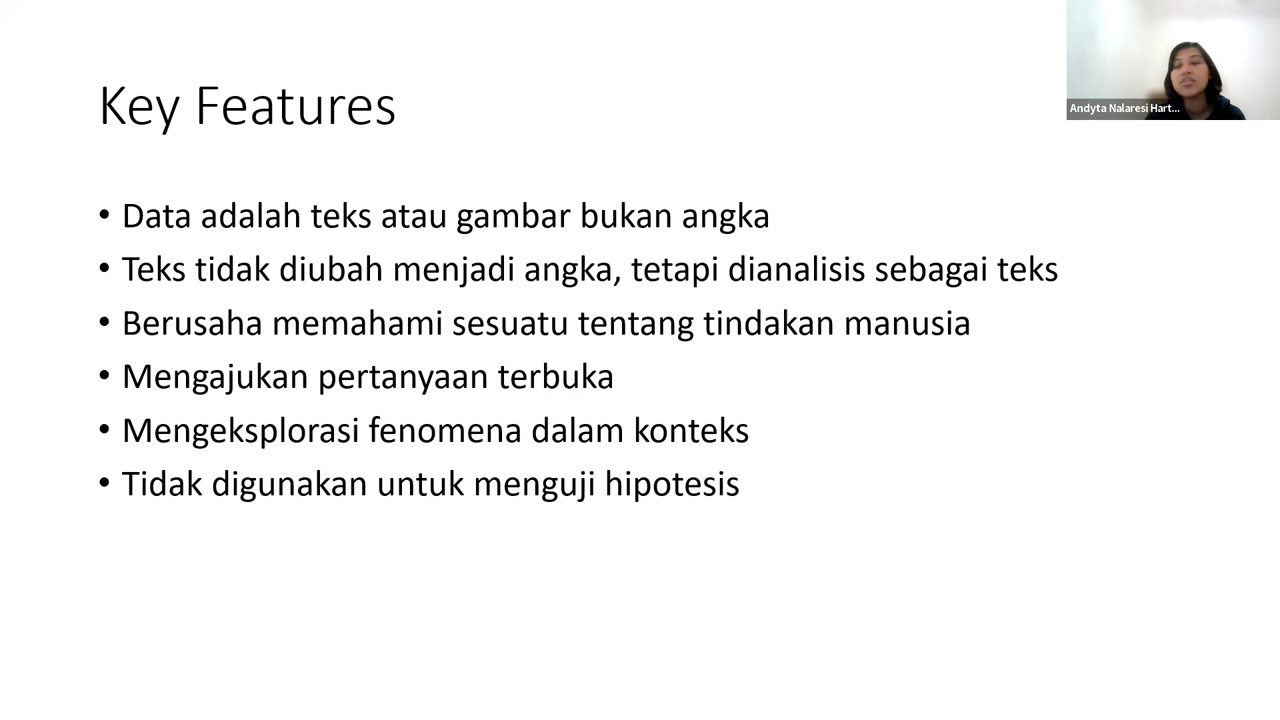 Key Features
Andyta Nalaresi Hart...
• Data adalah teks atau gambar bukan angka
• Teks tidak diubah menjadi angka, tetapi dianalisis sebagai teks
• Berusaha memahami sesuatu tentang tindakan manusia
• Mengajukan pertanyaan terbuka
• Mengeksplorasi fenomena dalam konteks
• Tidak digunakan untuk menguji hipotesis